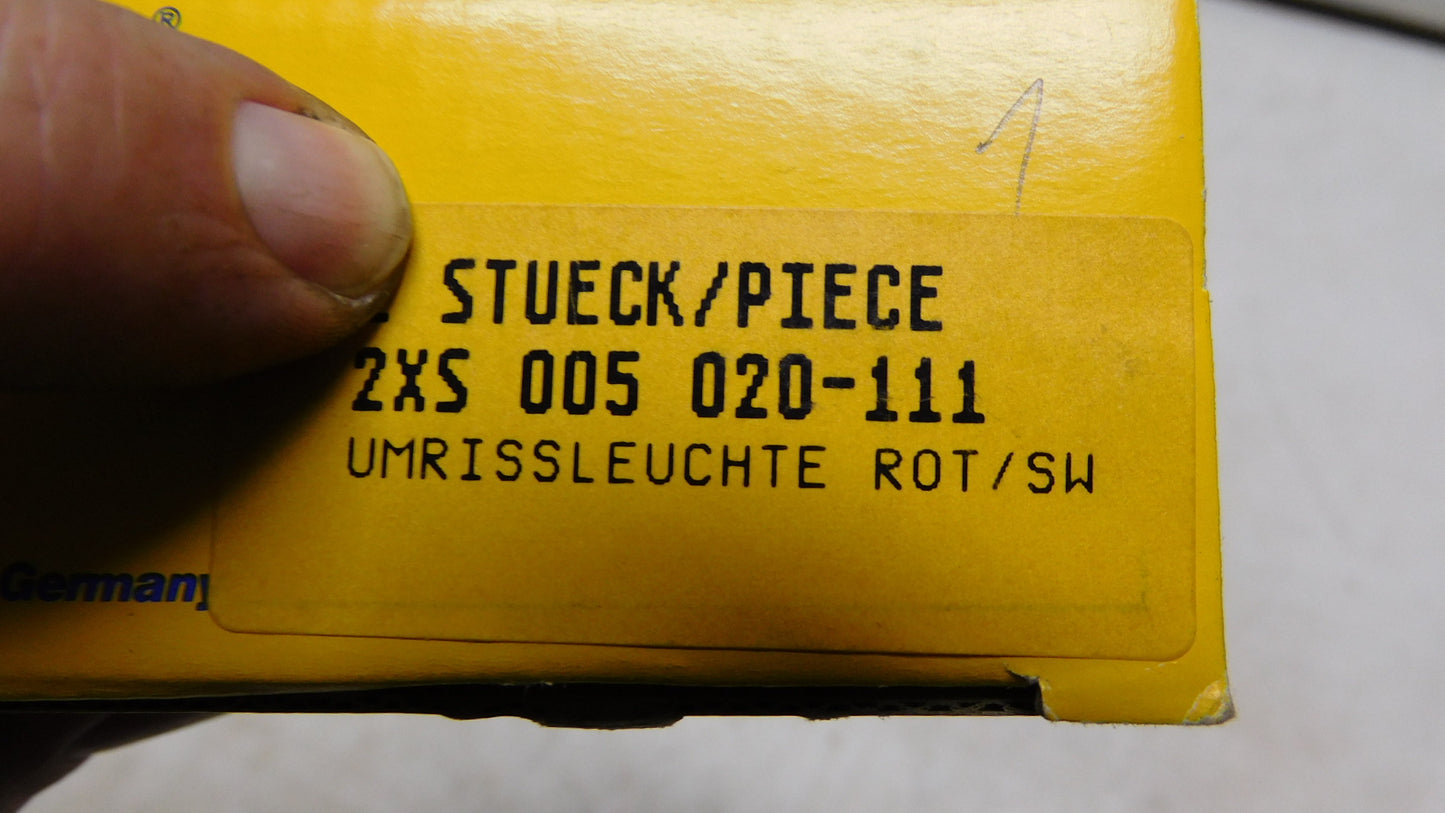 ®
1
STUECK/PIECE
2XS 005 020-111
UMRISSLEUCHTE ROT/SW
Germany